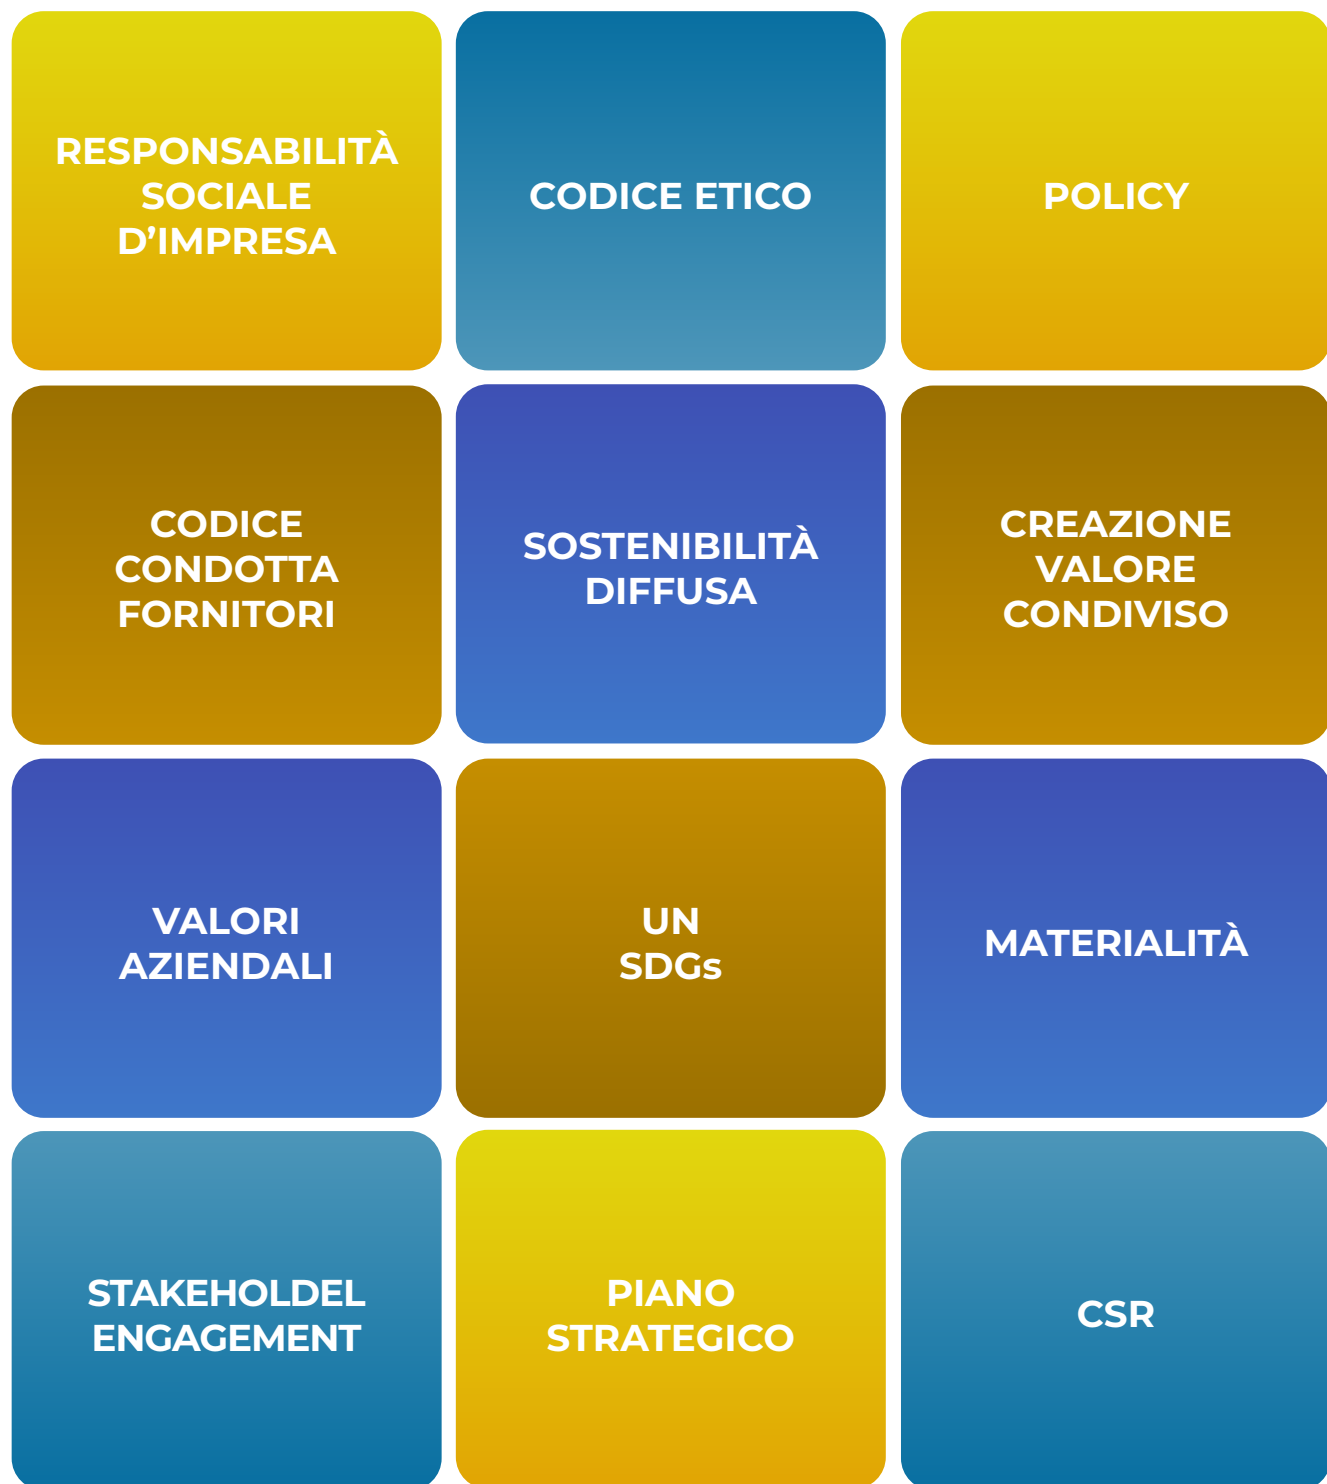 RESPONSABILITÀ
SOCIALE
D’IMPRESA
CODICE ETICO
POLICY
CODICE
CONDOTTA
FORNITORI
SOSTENIBILITÀ
DIFFUSA
CREAZIONE
VALORE
CONDIVISO
VALORI
AZIENDALI
UN
SDGs
MATERIALITÀ
STAKEHOLDEL
ENGAGEMENT
PIANO
STRATEGICO
CSR